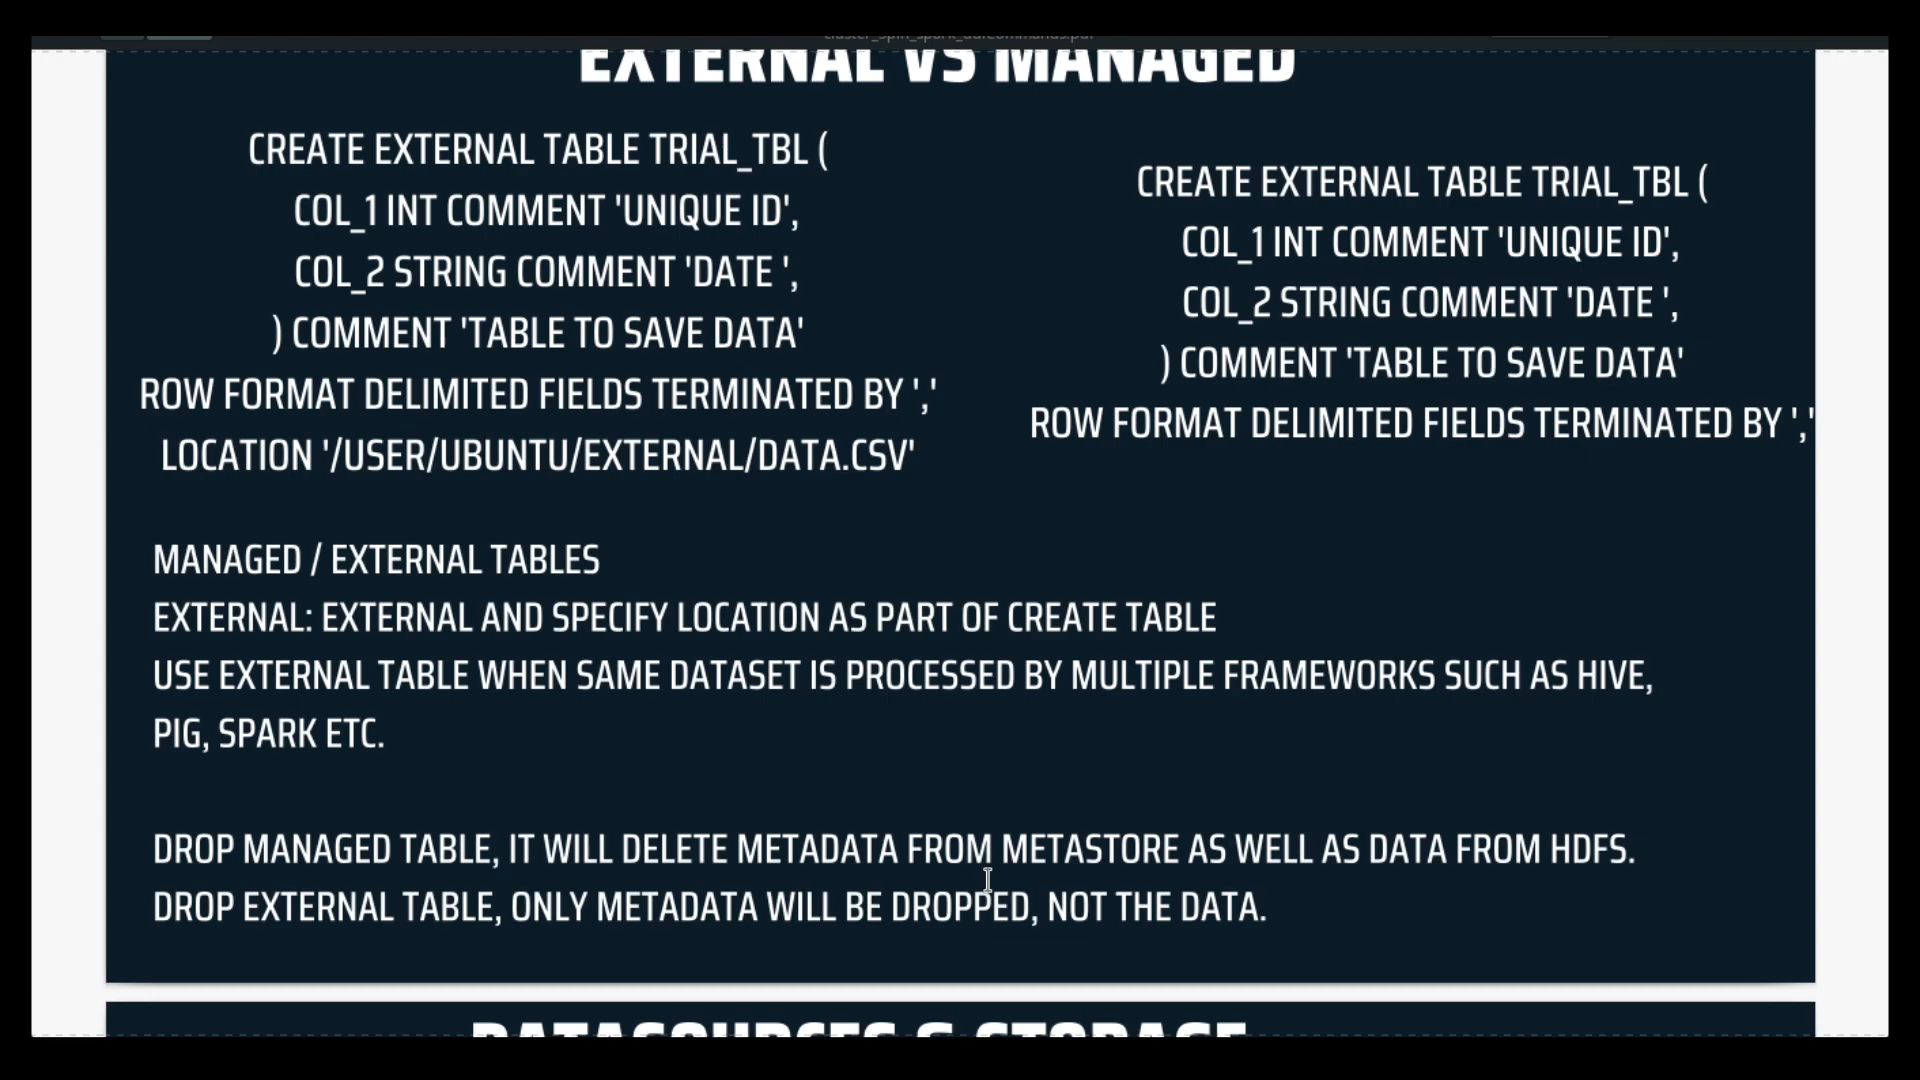 EXTERNAL VS MANAGED
CREATE EXTERNAL TABLE TRIAL_TBL (
COL_1 INT COMMENT 'UNIQUE ID',
COL_2 STRING COMMENT 'DATE ',
) COMMENT 'TABLE TO SAVE DATA'
ROW FORMAT DELIMITED FIELDS TERMINATED BY ','
LOCATION '/USER/UBUNTU/EXTERNAL/DATA.CSV'
CREATE EXTERNAL TABLE TRIAL_TBL (
COL_1 INT COMMENT 'UNIQUE ID',
COL_2 STRING COMMENT 'DATE ',
) COMMENT 'TABLE TO SAVE DATA'
ROW FORMAT DELIMITED FIELDS TERMINATED BY ','
MANAGED / EXTERNAL TABLES
EXTERNAL: EXTERNAL AND SPECIFY LOCATION AS PART OF CREATE TABLE
USE EXTERNAL TABLE WHEN SAME DATASET IS PROCESSED BY MULTIPLE FRAMEWORKS SUCH AS HIVE,
PIG, SPARK ETC.
DROP MANAGED TABLE, IT WILL DELETE METADATA FROM METASTORE AS WELL AS DATA FROM HDFS.
DROP EXTERNAL TABLE, ONLY METADATA WILL BE DROPPED, NOT THE DATA.
DATASOURCES & STORAGE